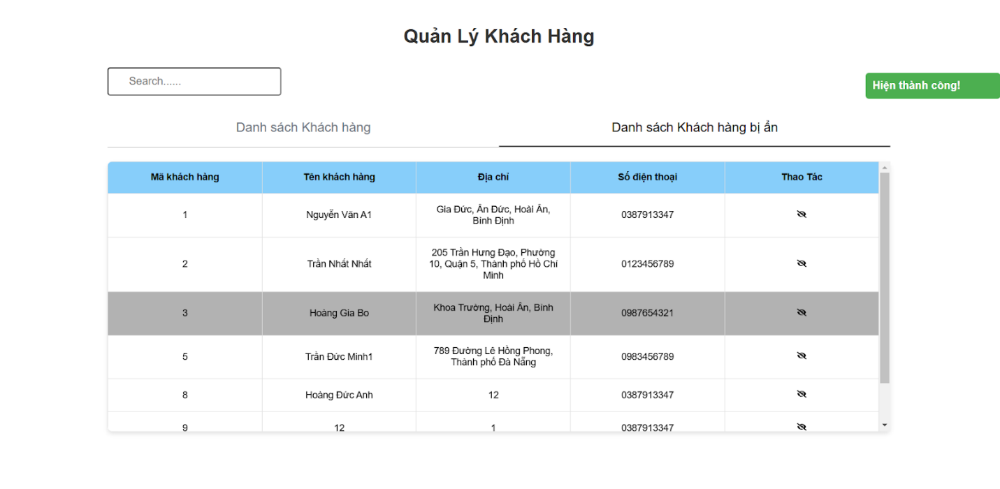 Quản Lý Khách Hàng
Search......
Hiện thành công!
Danh sách Khách hàng
Danh sách Khách hàng bị ẩn
Mã khách hàng Tên khách hàng Địa chỉ Số điện thoại Thao Tác
1 Nguyễn Văn A1 Gia Đức, Ân Đức, Hoài Ân,
Bình Định 0387913347
2 Trần Nhất Nhất 205 Trần Hưng Đạo, Phường
10, Quận 5, Thành phố Hồ Chí
Minh 0123456789
3 Hoàng Gia Bo Khoa Trường, Hoài Ân, Bình
Định 0987654321
5 Trần Đức Minh1 789 Đường Lê Hồng Phong,
Thành phố Đà Nẵng 0983456789
8 Hoàng Đức Anh 12 0387913347
9 12 1 0387913347